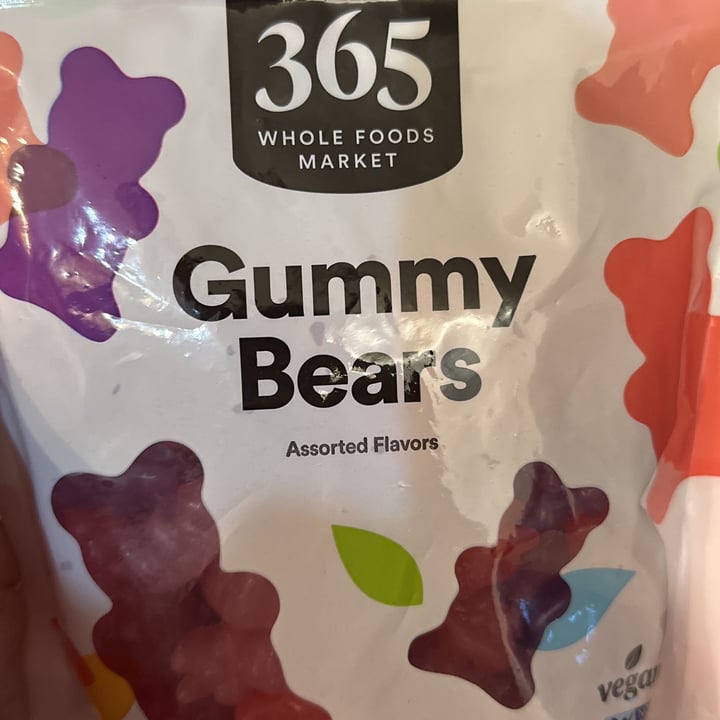 365
WHOLE FOODS
MARKET
Gummy
Bears
Assorted Flavors
vegan